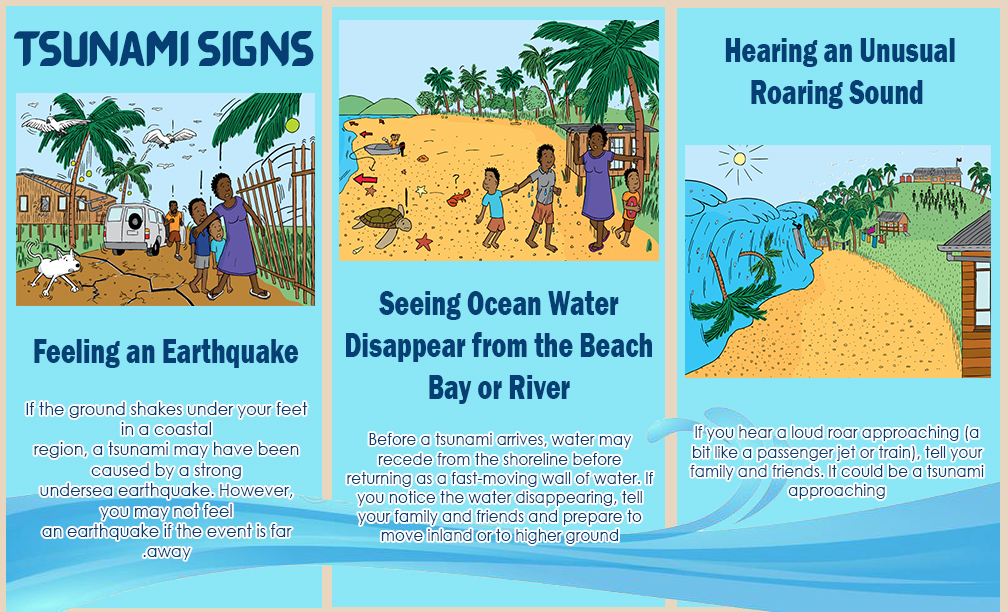 TSUNAMI SIGNS
Feeling an Earthquake
If the ground shakes under your feet
in a coastal
region, a tsunami may have been
caused by a strong
undersea earthquake. However,
you may not feel
an earthquake if the event is far
.away
?
Seeing Ocean Water
Disappear from the Beach
Bay or River
Before a tsunami arrives, water may
recede from the shoreline before
returning as a fast-moving wall of water. If
you notice the water disappearing, tell
your family and friends and prepare to
move inland or to higher ground
Hearing an Unusual
Roaring Sound
If you hear a loud roar approaching (a
bit like a passenger jet or train), tell your
family and friends. It could be a tsunami
approaching